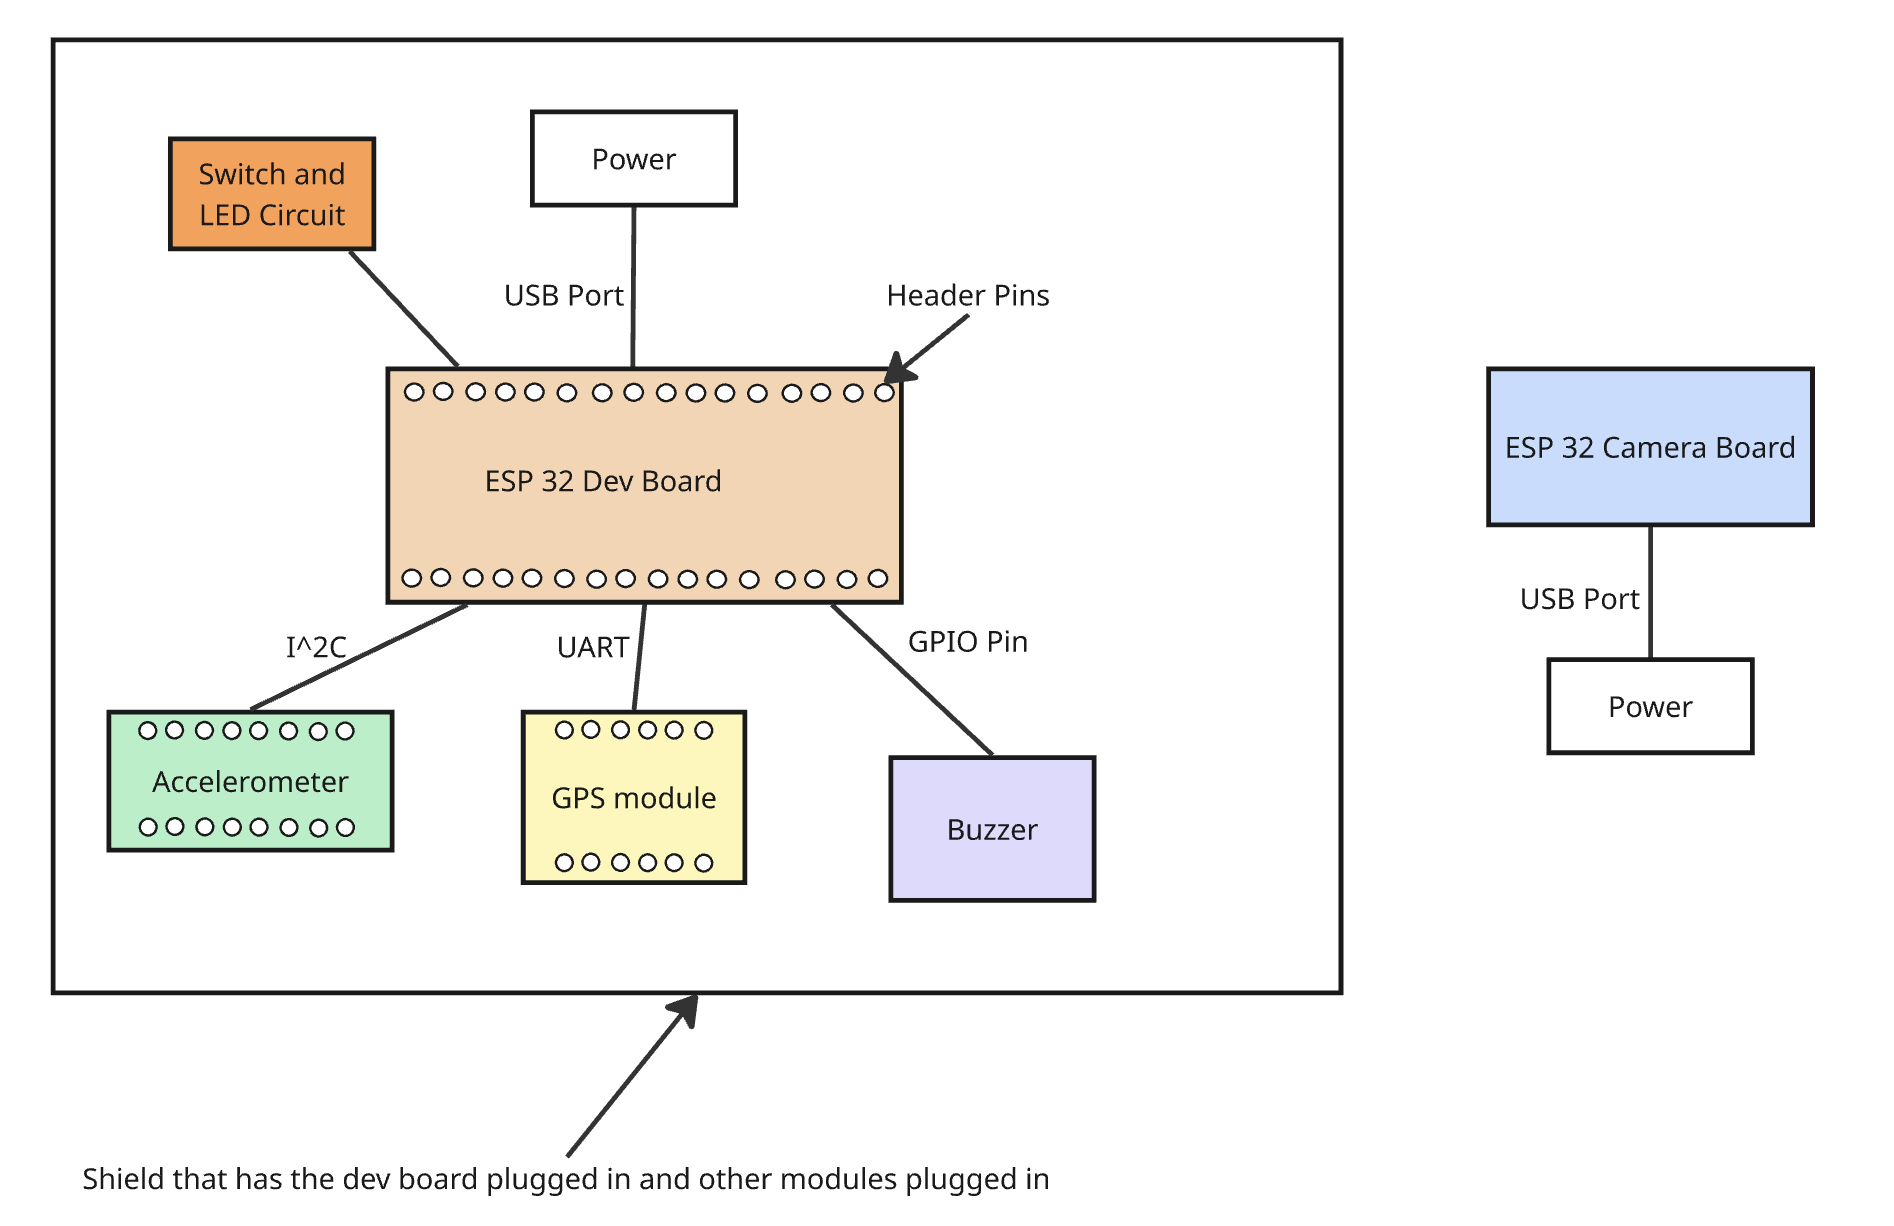 Switch and
LED Circuit
Power
USB Port
Header Pins
ESP 32 Dev Board
ESP 32 Camera Board
I^2C
UART
GPIO Pin
USB Port
Accelerometer
GPS module
Buzzer
Power
Shield that has the dev board plugged in and other modules plugged in